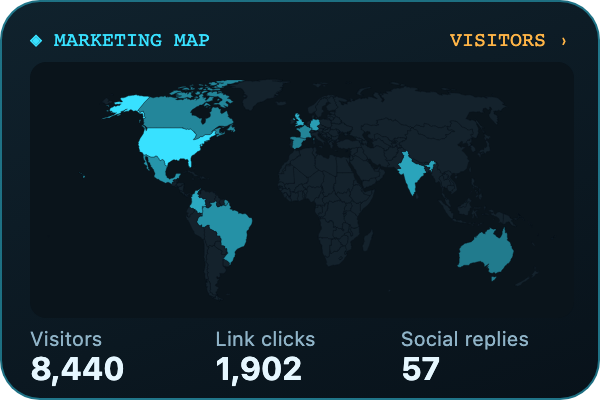 ◆ MARKETING MAP
VISITORS ›
Visitors
8,440
Link clicks
1,902
Social replies
57